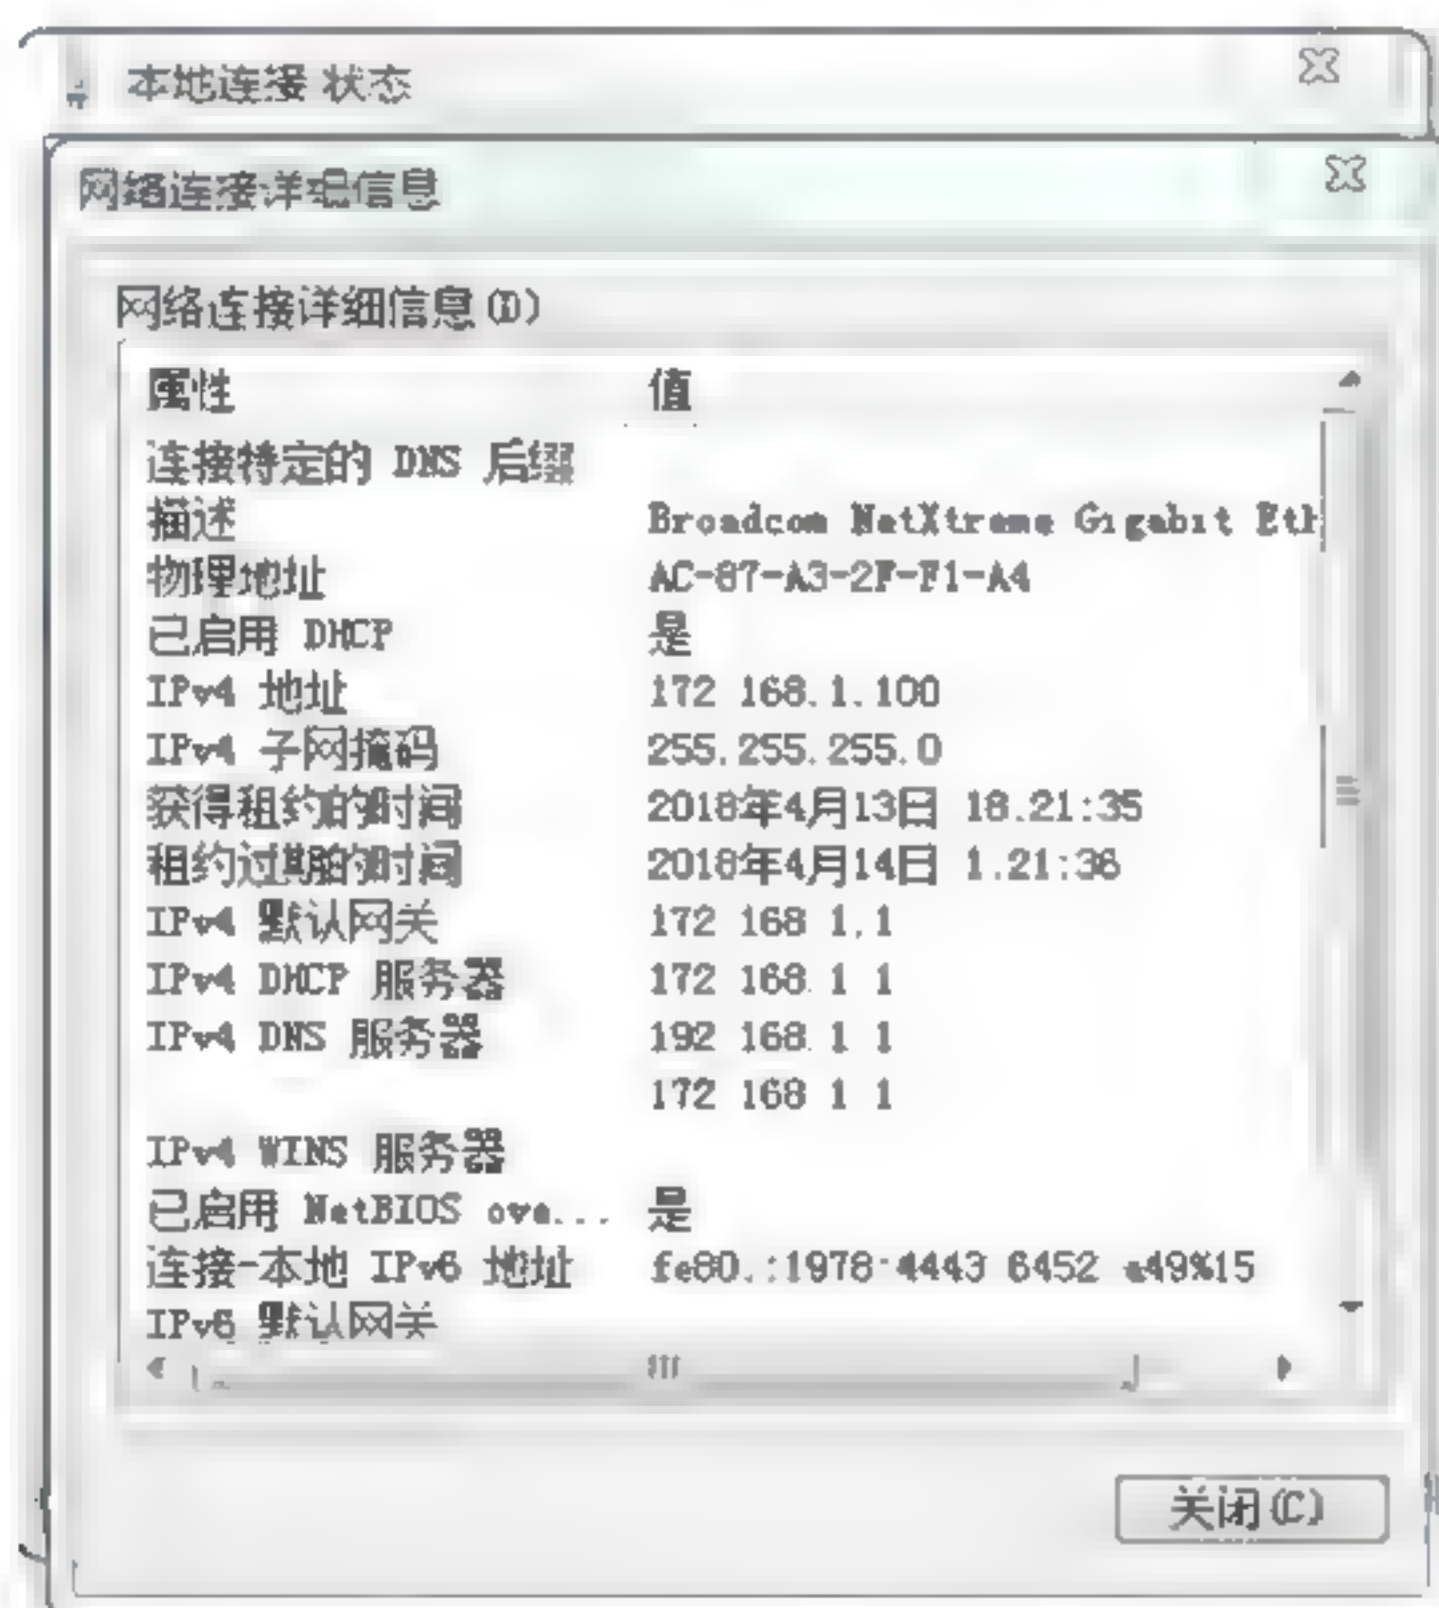 本地连接 状态
网络连接详细信息
网络连接详细信息(D)
属性 值
连接特定的 DNS 后缀
描述 Broadcom NetXtreme Gigabit Eth
物理地址 AC-87-A3-2F-F1-A4
已启用 DHCP 是
IPv4 地址 172 168.1.100
IPv4 子网掩码 255.255.255.0
获得租约的时间 2018年4月13日 18.21:35
租约过期的时间 2018年4月14日 1.21:36
IPv4 默认网关 172 168 1.1
IPv4 DHCP 服务器 172 168 1 1
IPv4 DNS 服务器 192 168 1 1
172 168 1 1
IPv4 WINS 服务器
已启用 NetBIOS ove... 是
连接-本地 IPv6 地址
IPv6 默认网关
关闭(C)